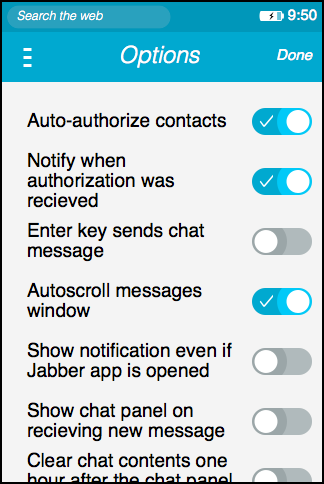 Search the web
9:50
Options
Done
Auto-authorize contacts
Notify when
authorization was
recieved
Enter key sends chat
message
Autoscroll messages
window
Show notification even if
Jabber app is opened
Show chat panel on
recieving new message
Clear chat contents one
hour after the chat panel